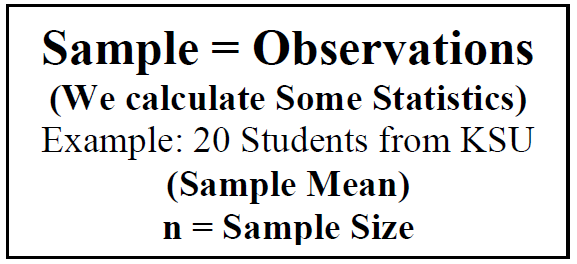 Sample = Observations
(We calculate Some Statistics)
Example: 20 Students from KSU
(Sample Mean)
n = Sample Size